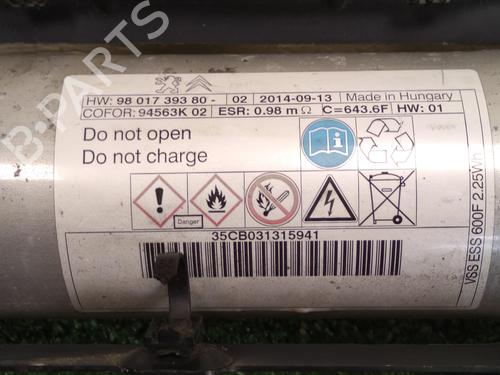 B-PARTS
HW: 98 017 393 80 - 02 2014-09-13 Made in Hungary
COFOR: 94563K 02 ESR: 0.98 m Ω C=643.6F HW: 01
Do not open
Do not charge
Danger
35CB031315941
VSS ESS 600F 2.25Wh